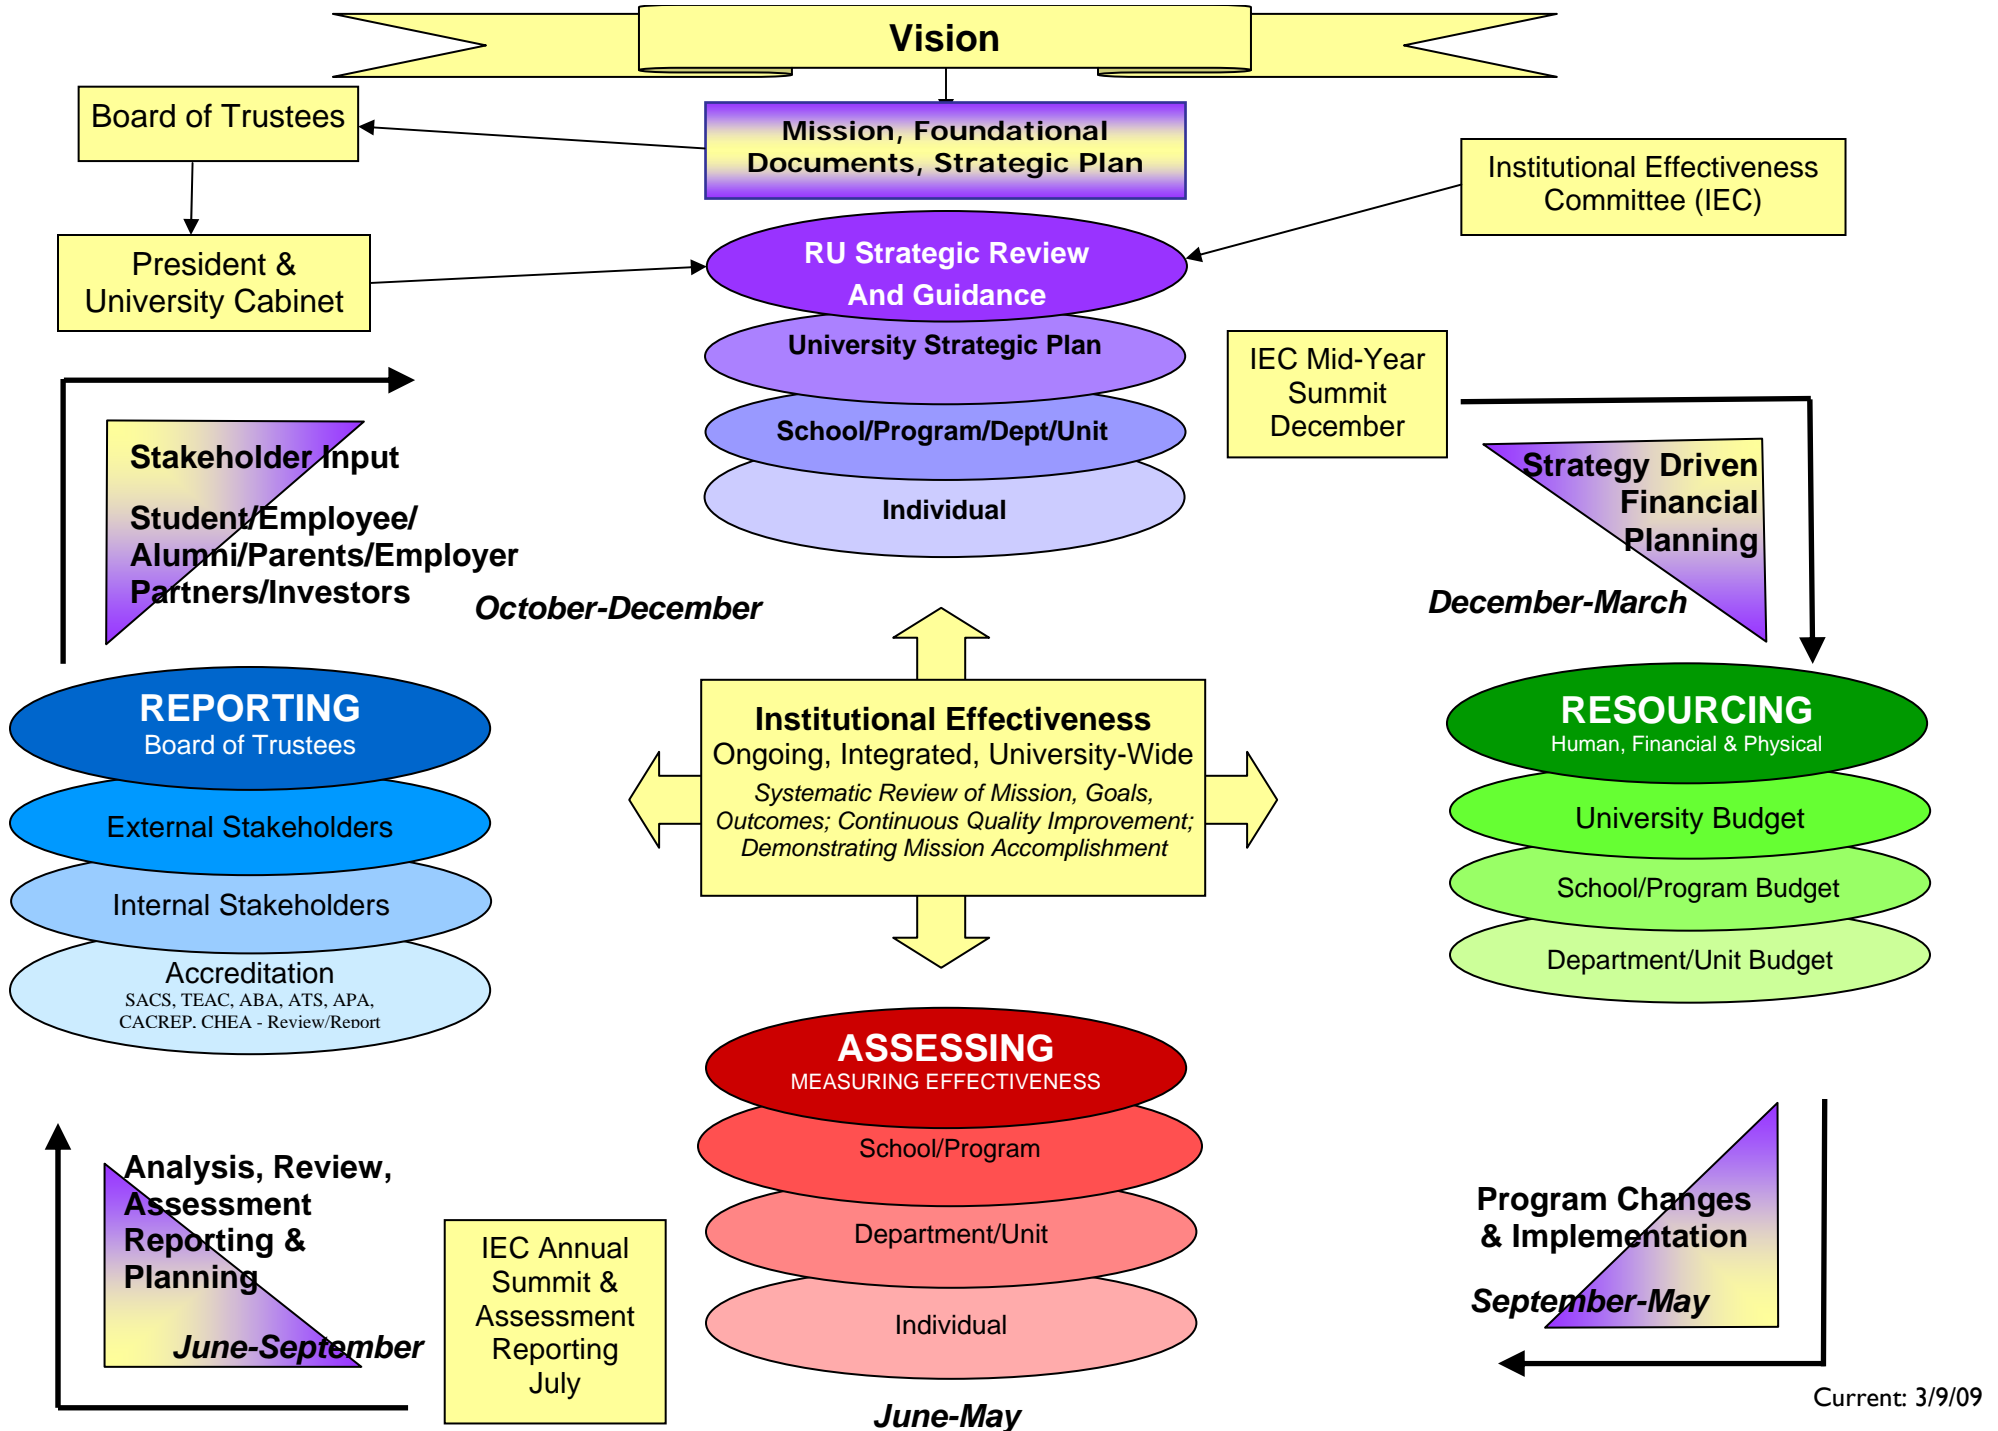 Vision
Board of Trustees
Mission, Foundational
Documents, Strategic Plan
Institutional Effectiveness
Committee (IEC)
President &
University Cabinet
RU Strategic Review
And Guidance
University Strategic Plan
School/Program/Dept/Unit
Individual
IEC Mid-Year
Summit
December
Stakeholder Input
Student/Employee/
Alumni/Parents/Employer
Partners/Investors
October-December
Strategy Driven
Financial
Planning
December-March
REPORTING
Board of Trustees
External Stakeholders
Internal Stakeholders
Accreditation
SACS, TEAC, ABA, ATS, APA,
CACREP, CHEA - Review/Report
Institutional Effectiveness
Ongoing, Integrated, University-Wide
Systematic Review of Mission, Goals,
Outcomes; Continuous Quality Improvement;
Demonstrating Mission Accomplishment
RESOURCING
Human, Financial & Physical
University Budget
School/Program Budget
Department/Unit Budget
ASSESSING
MEASURING EFFECTIVENESS
School/Program
Department/Unit
Individual
June-May
Analysis, Review,
Assessment
Reporting &
Planning
June-September
IEC Annual
Summit &
Assessment
Reporting
July
Program Changes
& Implementation
September-May
Current: 3/9/09